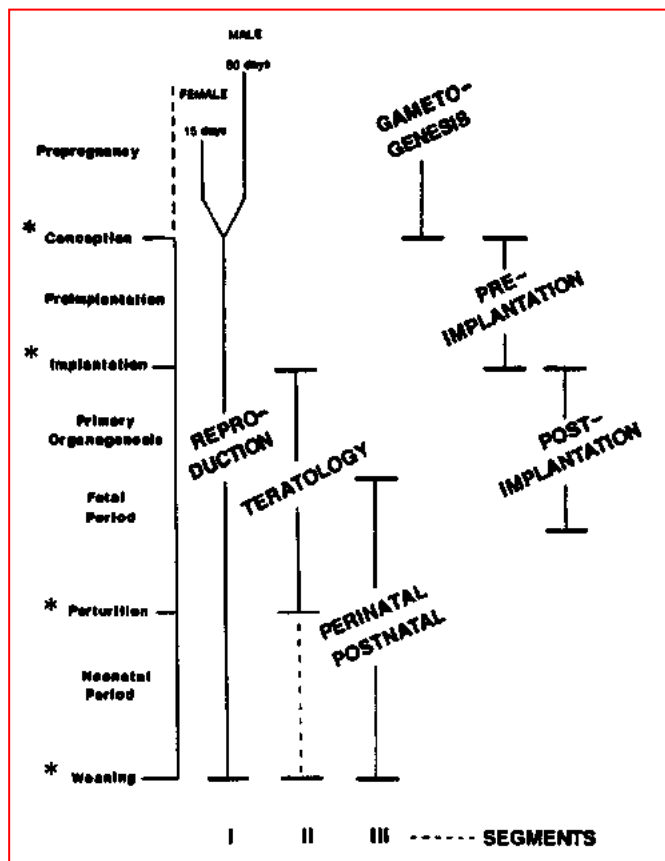 MALE
60 days
FEMALE
15 days
GAMETO-
GENESIS
Prepregnancy
* Conception
Preimplantation
PRE-
IMPLANTATION
* Implantation
Primary
Organogenesis
REPRO-
DUCTION
TERATOLOGY
POST-
IMPLANTATION
Fetal
Period
* Parturition
PERINATAL
POSTNATAL
Neonatal
Period
* Weaning
I II III ------ SEGMENTS